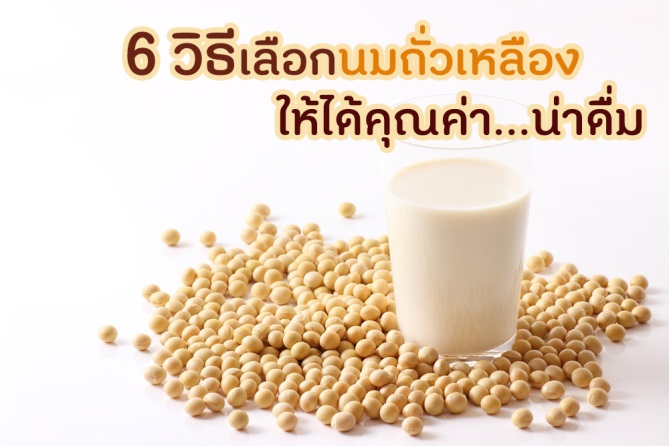 6 วิธีเลือกนมถั่วเหลือง
ให้ได้คุณค่า...น่าดื่ม